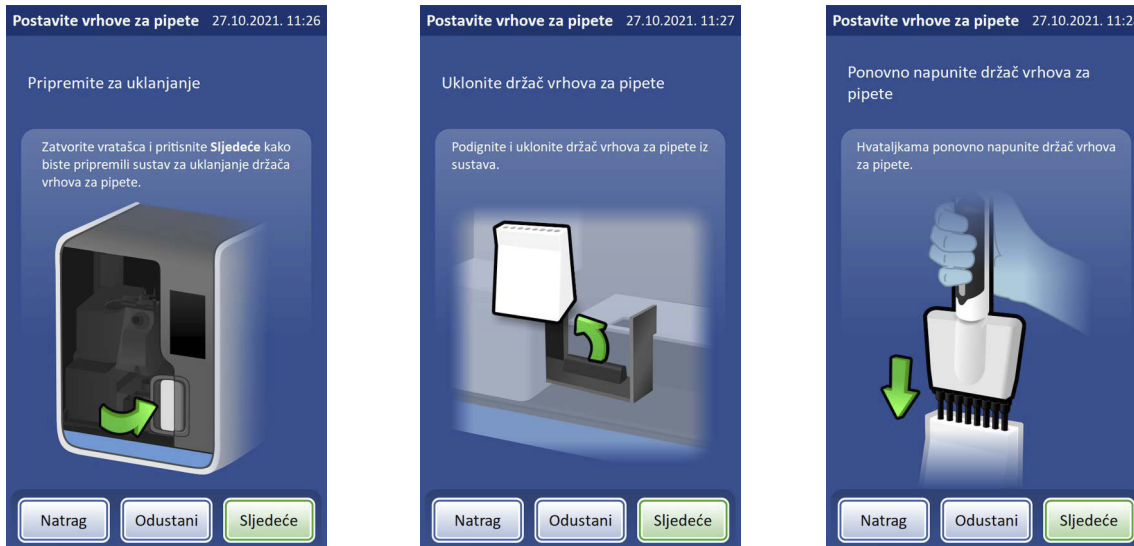 Postavite vrhove za pipete 27.10.2021. 11:26
Pripremite za uklanjanje
Zatvorite vratašca i pritisnite Sljedeće kako
biste pripremili sustav za uklanjanje držača
vrhova za pipete.
Natrag Odustani Sljedeće
Postavite vrhove za pipete 27.10.2021. 11:27
Uklonite držač vrhova za pipete
Podignite i uklonite držač vrhova za pipete iz
sustava.
Natrag Odustani Sljedeće
Postavite vrhove za pipete 27.10.2021. 11:2
Ponovno napunite držač vrhova za
pipete
Hvataljkama ponovno napunite držač vrhova
za pipete.
Natrag Odustani Sljedeće